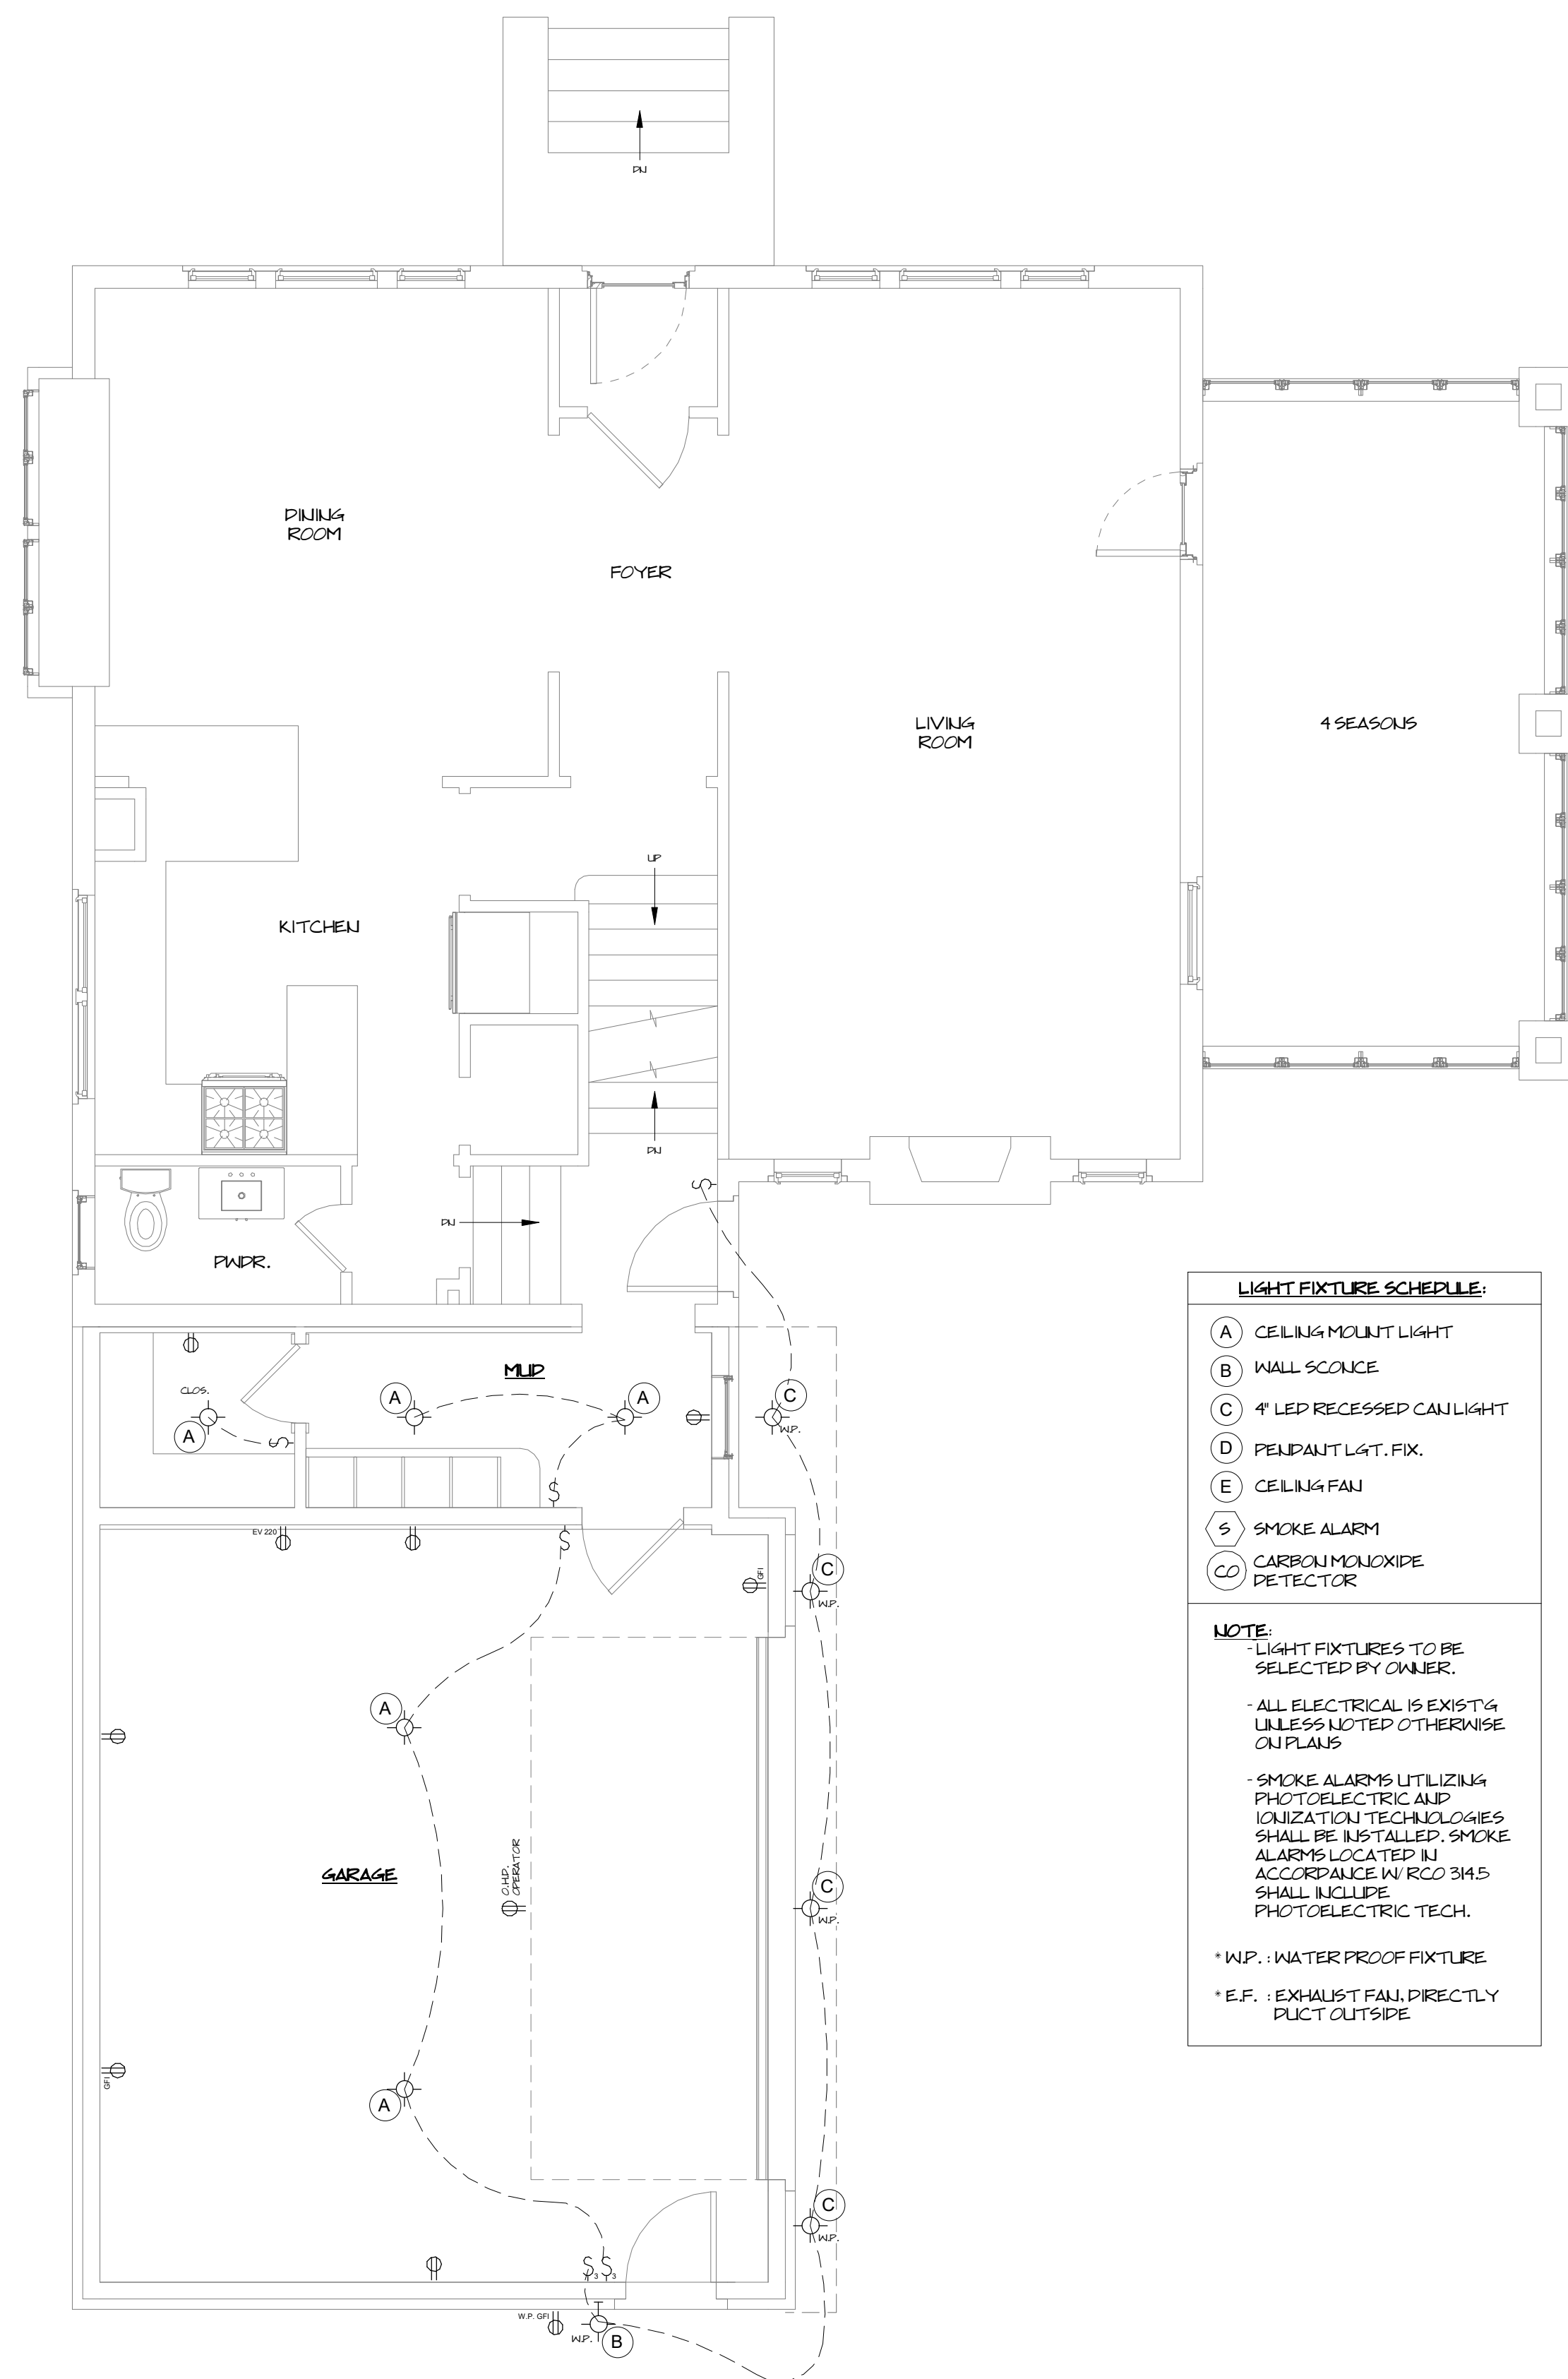 DN
DINING
ROOM
FOYER
LIVING
ROOM
4 SEASONS
UP
KITCHEN
DN
DN
PWDR.
MUD
CLOS.
A
A
A
C
W.P.
S
S
EV 220
S
GFI
C
W.P.
A
GARAGE
O.H.D.
OPERATOR
C
W.P.
GFI
A
C
W.P.
S
3
S
3
W.P. GFI
W.P.
B
S
LIGHT FIXTURE SCHEDULE:
A CEILING MOUNT LIGHT
B WALL SCONCE
C 4" LED RECESSED CAN LIGHT
D PENDANT LGT. FIX.
E CEILING FAN
S SMOKE ALARM
CO CARBON MONOXIDE
DETECTOR
NOTE:
- LIGHT FIXTURES TO BE
SELECTED BY OWNER.
- ALL ELECTRICAL IS EXIST'G
UNLESS NOTED OTHERWISE
ON PLANS
- SMOKE ALARMS UTILIZING
PHOTOELECTRIC AND
IONIZATION TECHNOLOGIES
SHALL BE INSTALLED. SMOKE
ALARMS LOCATED IN
ACCORDANCE W/ RCO 314.5
SHALL INCLUDE
PHOTOELECTRIC TECH.
* W.P. : WATER PROOF FIXTURE
* E.F. : EXHAUST FAN, DIRECTLY
DUCT OUTSIDE